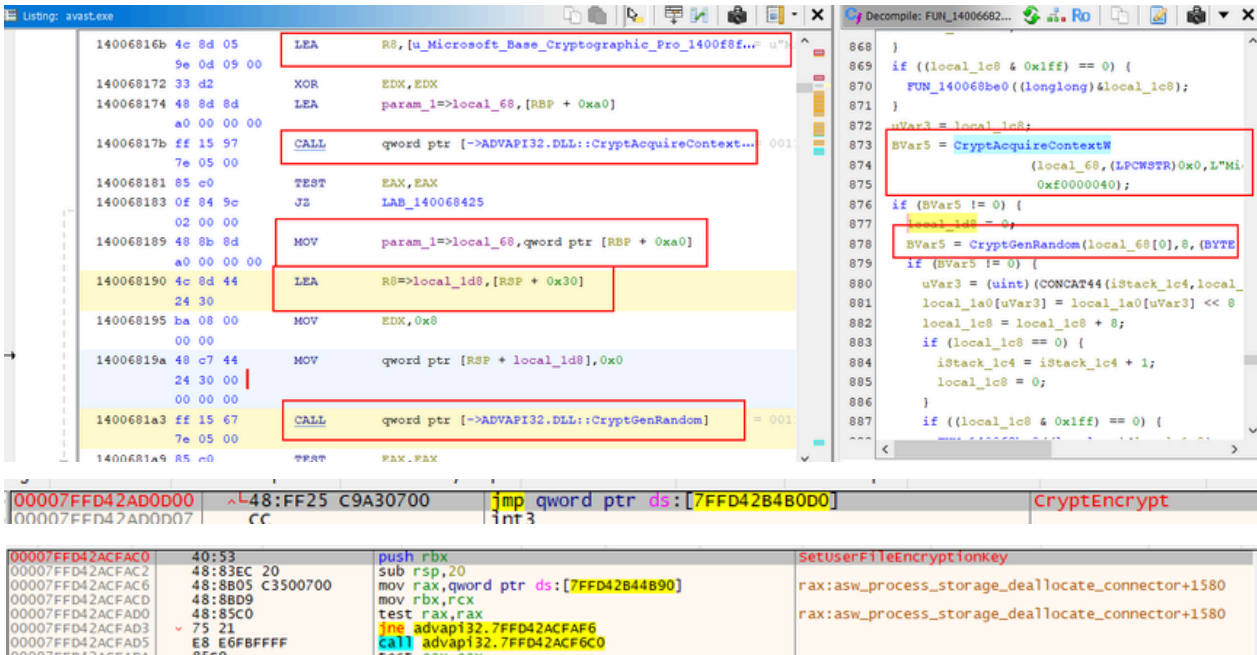 Listing: avast.exe
14006816b 4c 8d 05 LEA R8,[u_Microsoft_Base_Cryptographic_Pro_1400f8f...= u"M
9e 0d 09 00
140068172 33 d2 XOR EDX,EDX
140068174 48 8d 8d LEA param_1=>local_68,[RBP + 0xa0]
a0 00 00 00
14006817b ff 15 97 CALL qword ptr [->ADVAPI32.DLL::CryptAcquireContext... = 001
7e 05 00
140068181 85 c0 TEST EAX,EAX
140068183 0f 84 9c JZ LAB_140068425
02 00 00
140068189 48 8b 8d MOV param_1=>local_68,qword ptr [RBP + 0xa0]
a0 00 00 00
140068190 4c 8d 44 LEA R8=>local_1d8,[RSP + 0x30]
24 30
140068195 ba 08 00 MOV EDX,0x8
00 00
14006819a 48 c7 44 MOV qword ptr [RSP + local_1d8],0x0
24 30 00
00 00 00
1400681a3 ff 15 67 CALL qword ptr [->ADVAPI32.DLL::CryptGenRandom] = 001
7e 05 00
1400681a9 85 c0 TEST EAX,EAX
Decompile: FUN_14006682... Ro
868 }
869 if ((local_1c8 & 0x1ff) == 0) {
870 FUN_140068be0((longlong)&local_1c8);
871 }
872 uVar3 = local_1c8;
873 BVar5 = CryptAcquireContextW
874 (local_68,(LPCWSTR)0x0,L"Mi
875 0xf0000040);
876 if (BVar5 != 0) {
877 local_1d8 = 0;
878 BVar5 = CryptGenRandom(local_68[0],8,(BYTE
879 if (BVar5 != 0) {
880 uVar3 = (uint)(CONCAT44(iStack_1c4,local_
881 local_1a0[uVar3] = local_1a0[uVar3] << 8
882 local_1c8 = local_1c8 + 8;
883 if (local_1c8 == 0) {
884 iStack_1c4 = iStack_1c4 + 1;
885 local_1c8 = 0;
886 }
887 if ((local_1c8 & 0x1ff) == 0) {
00007FFD42AD0D00 48:FF25 C9A30700 jmp qword ptr ds:[7FFD42B4B0D0] CryptEncrypt
00007FFD42AD0D07 CC int3
00007FFD42ACFAC0 40:53 push rbx SetUserFileEncryptionKey
00007FFD42ACFAC2 48:83EC 20 sub rsp,20
00007FFD42ACFAC6 48:8B05 C3500700 mov rax,qword ptr ds:[7FFD42B44B90] rax:asw_process_storage_deallocate_connector+1580
00007FFD42ACFACD 48:8BD9 mov rbx,rcx
00007FFD42ACFAD0 48:85C0 test rax,rax rax:asw_process_storage_deallocate_connector+1580
00007FFD42ACFAD3 75 21 jne advapi32.7FFD42ACFAF6
00007FFD42ACFAD5 E8 E6FBFFFF call advapi32.7FFD42ACF6C0